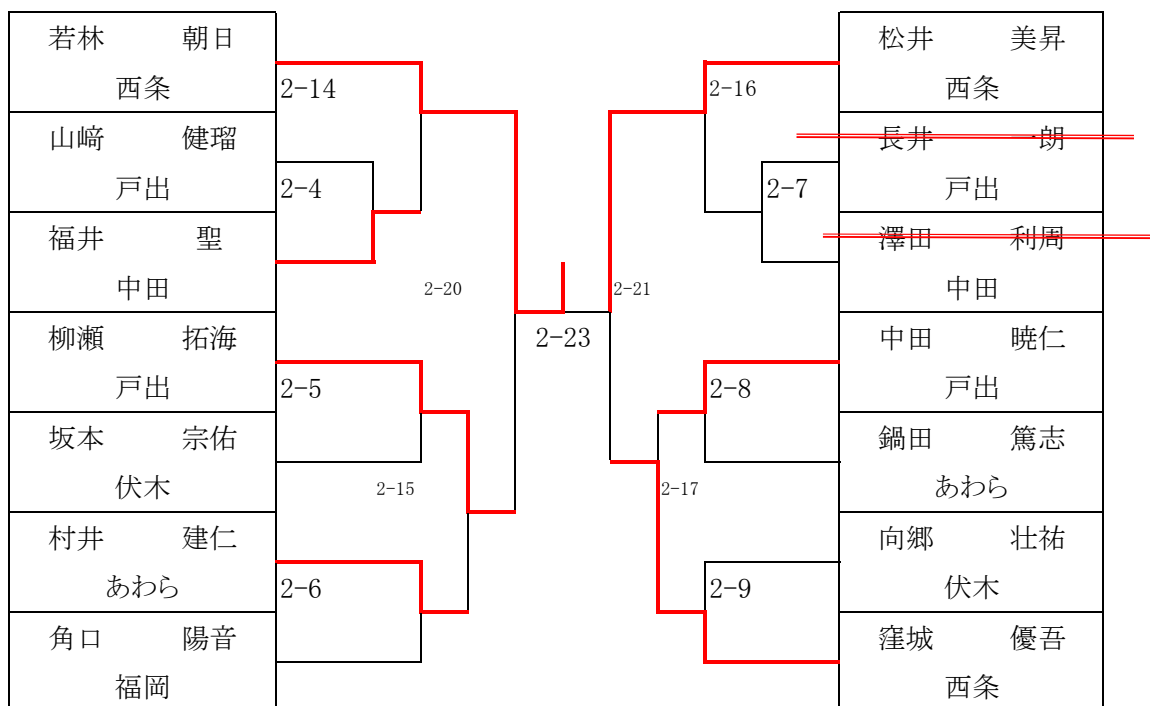 若林 朝日
西条
山﨑 健瑠
戸出
福井 聖
中田
柳瀬 拓海
戸出
坂本 宗佑
伏木
村井 建仁
あわら
角口 陽音
福岡
2-14
2-4
2-5
2-6
2-20
2-15
2-23
2-21
2-17
2-16
2-7
2-8
2-9
松井 美昇
西条
長井 一朗
戸出
澤田 利周
中田
中田 暁仁
戸出
鍋田 篤志
あわら
向郷 壮祐
伏木
窪城 優吾
西条